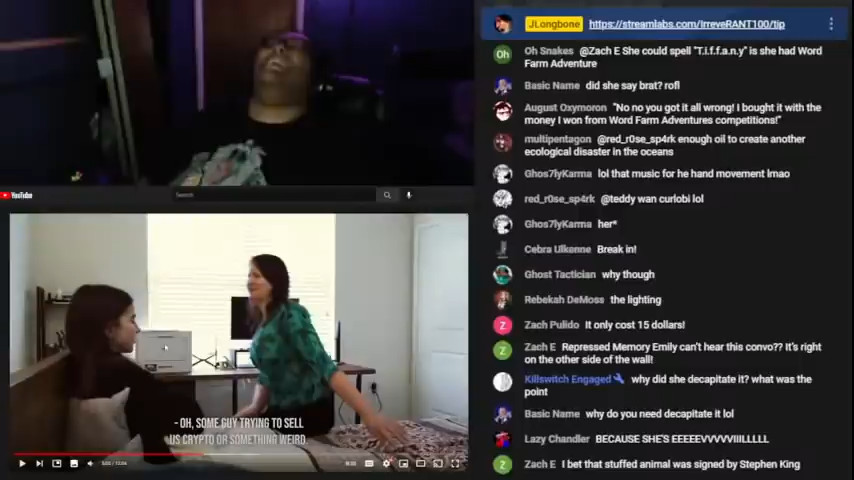 JLongbone https://streamlabs.com/IrreveRANT100/tip
Oh Snakes @Zach E She could spell "T.i.f.f.a.n.y" is she had Word
Farm Adventure
Basic Name did she say brat? rofl
August Oxymoron "No no you got it all wrong! I bought it with the
money I won from Word Farm Adventures competitions!"
multipentagon @red_r0se_sp4rk enough oil to create another
ecological disaster in the oceans
Ghos7lyKarma lol that music for he hand movement lmao
red_r0se_sp4rk @teddy wan curlobi lol
Ghos7lyKarma her*
Cebra Ulkenne Break in!
Ghost Tactician why though
Rebekah DeMoss the lighting
Zach Pulido It only cost 15 dollars!
Zach E Repressed Memory Emily can't hear this convo?? It's right
on the other side of the wall!
Killswitch Engaged why did she decapitate it? what was the
point
Basic Name why do you need decapitate it lol
Lazy Chandler BECAUSE SHE'S EEEEEVVVVVIIILLLLL
Zach E I bet that stuffed animal was signed by Stephen King
Oh
Z
Z
Z
YouTube
Search
- OH, SOME GUY TRYING TO SELL
US CRYPTO OR SOMETHING WEIRD.